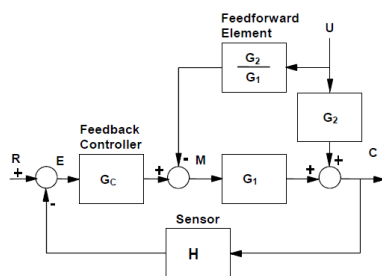 Feedforward
Element
U
G2
G1
G2
Feedback
Controller
R
+
E
GC
+
-
M
G1
+
+
C
-
Sensor
H